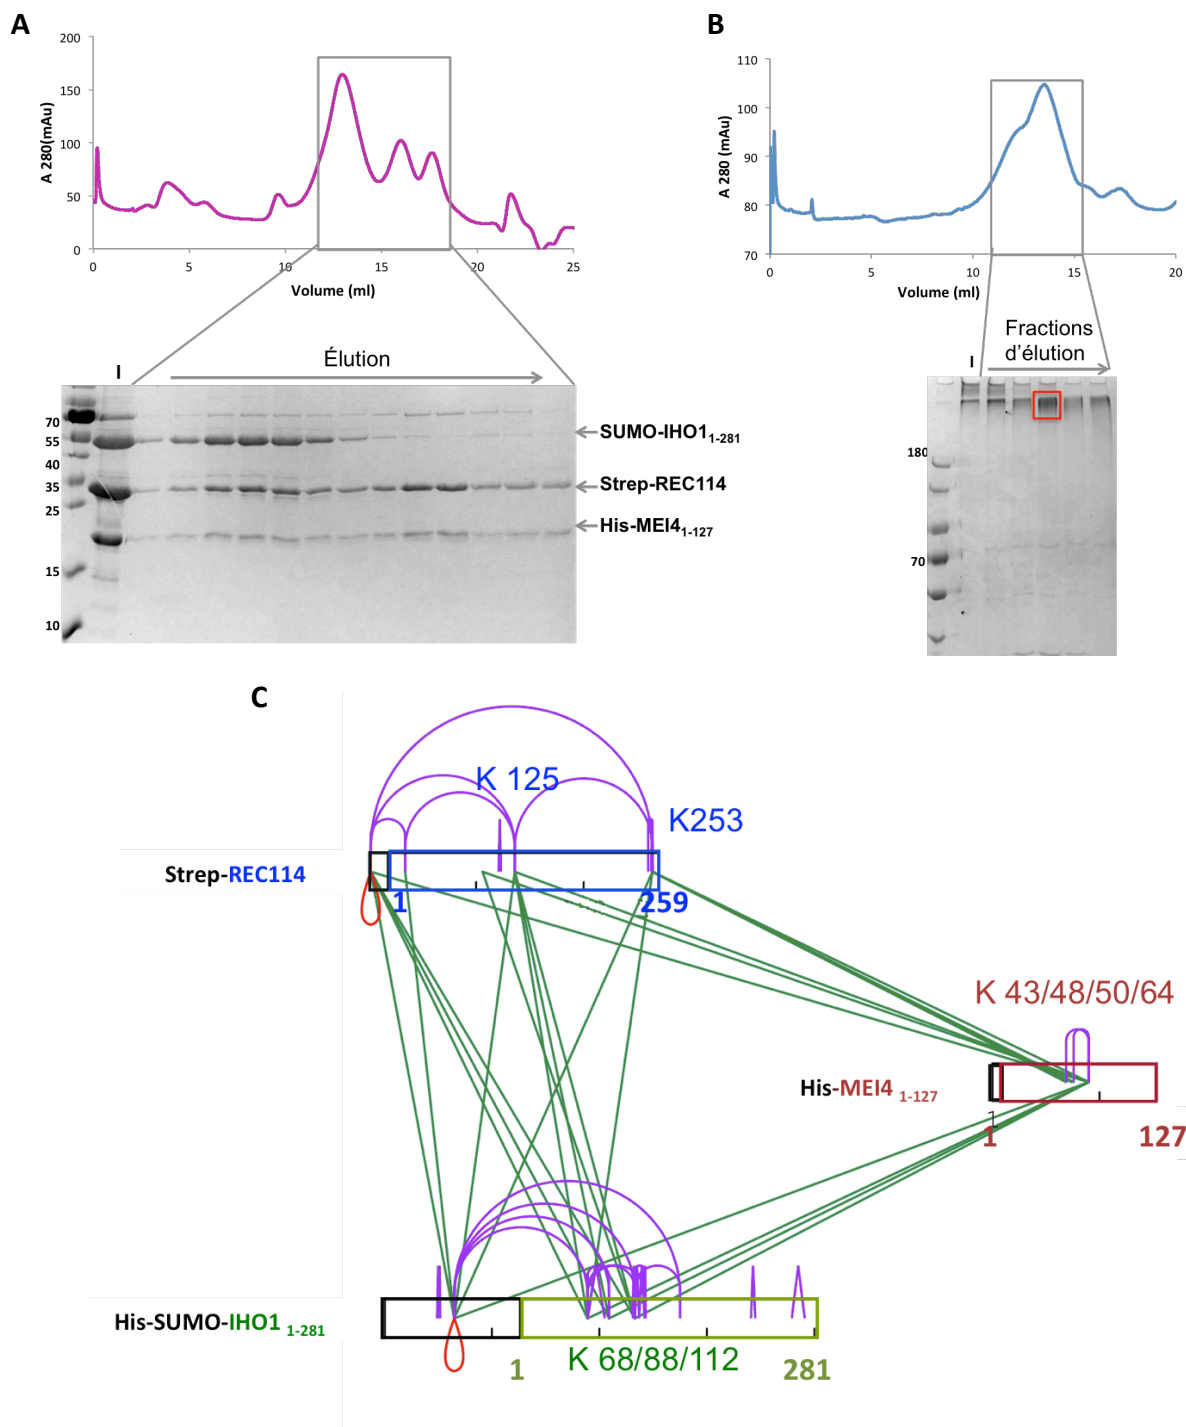 A
200
150
100
50
0
A 280(mAu)
0 5 10 15 20 25
Volume (ml)
I
Élution
70
55
40
35
25
15
10
SUMO-IHO1 1-281
Strep-REC114
His-MEI4 1-127
B
110
100
90
80
70
A 280 (mAu)
0 5 10 15 20
Volume (ml)
Fractions
d'élution
I
180
70
C
K 125
K253
Strep-REC114
1
259
K 43/48/50/64
His-MEI4 1-127
1
1
127
His-SUMO-IHO1 1-281
K 68/88/112
1
281